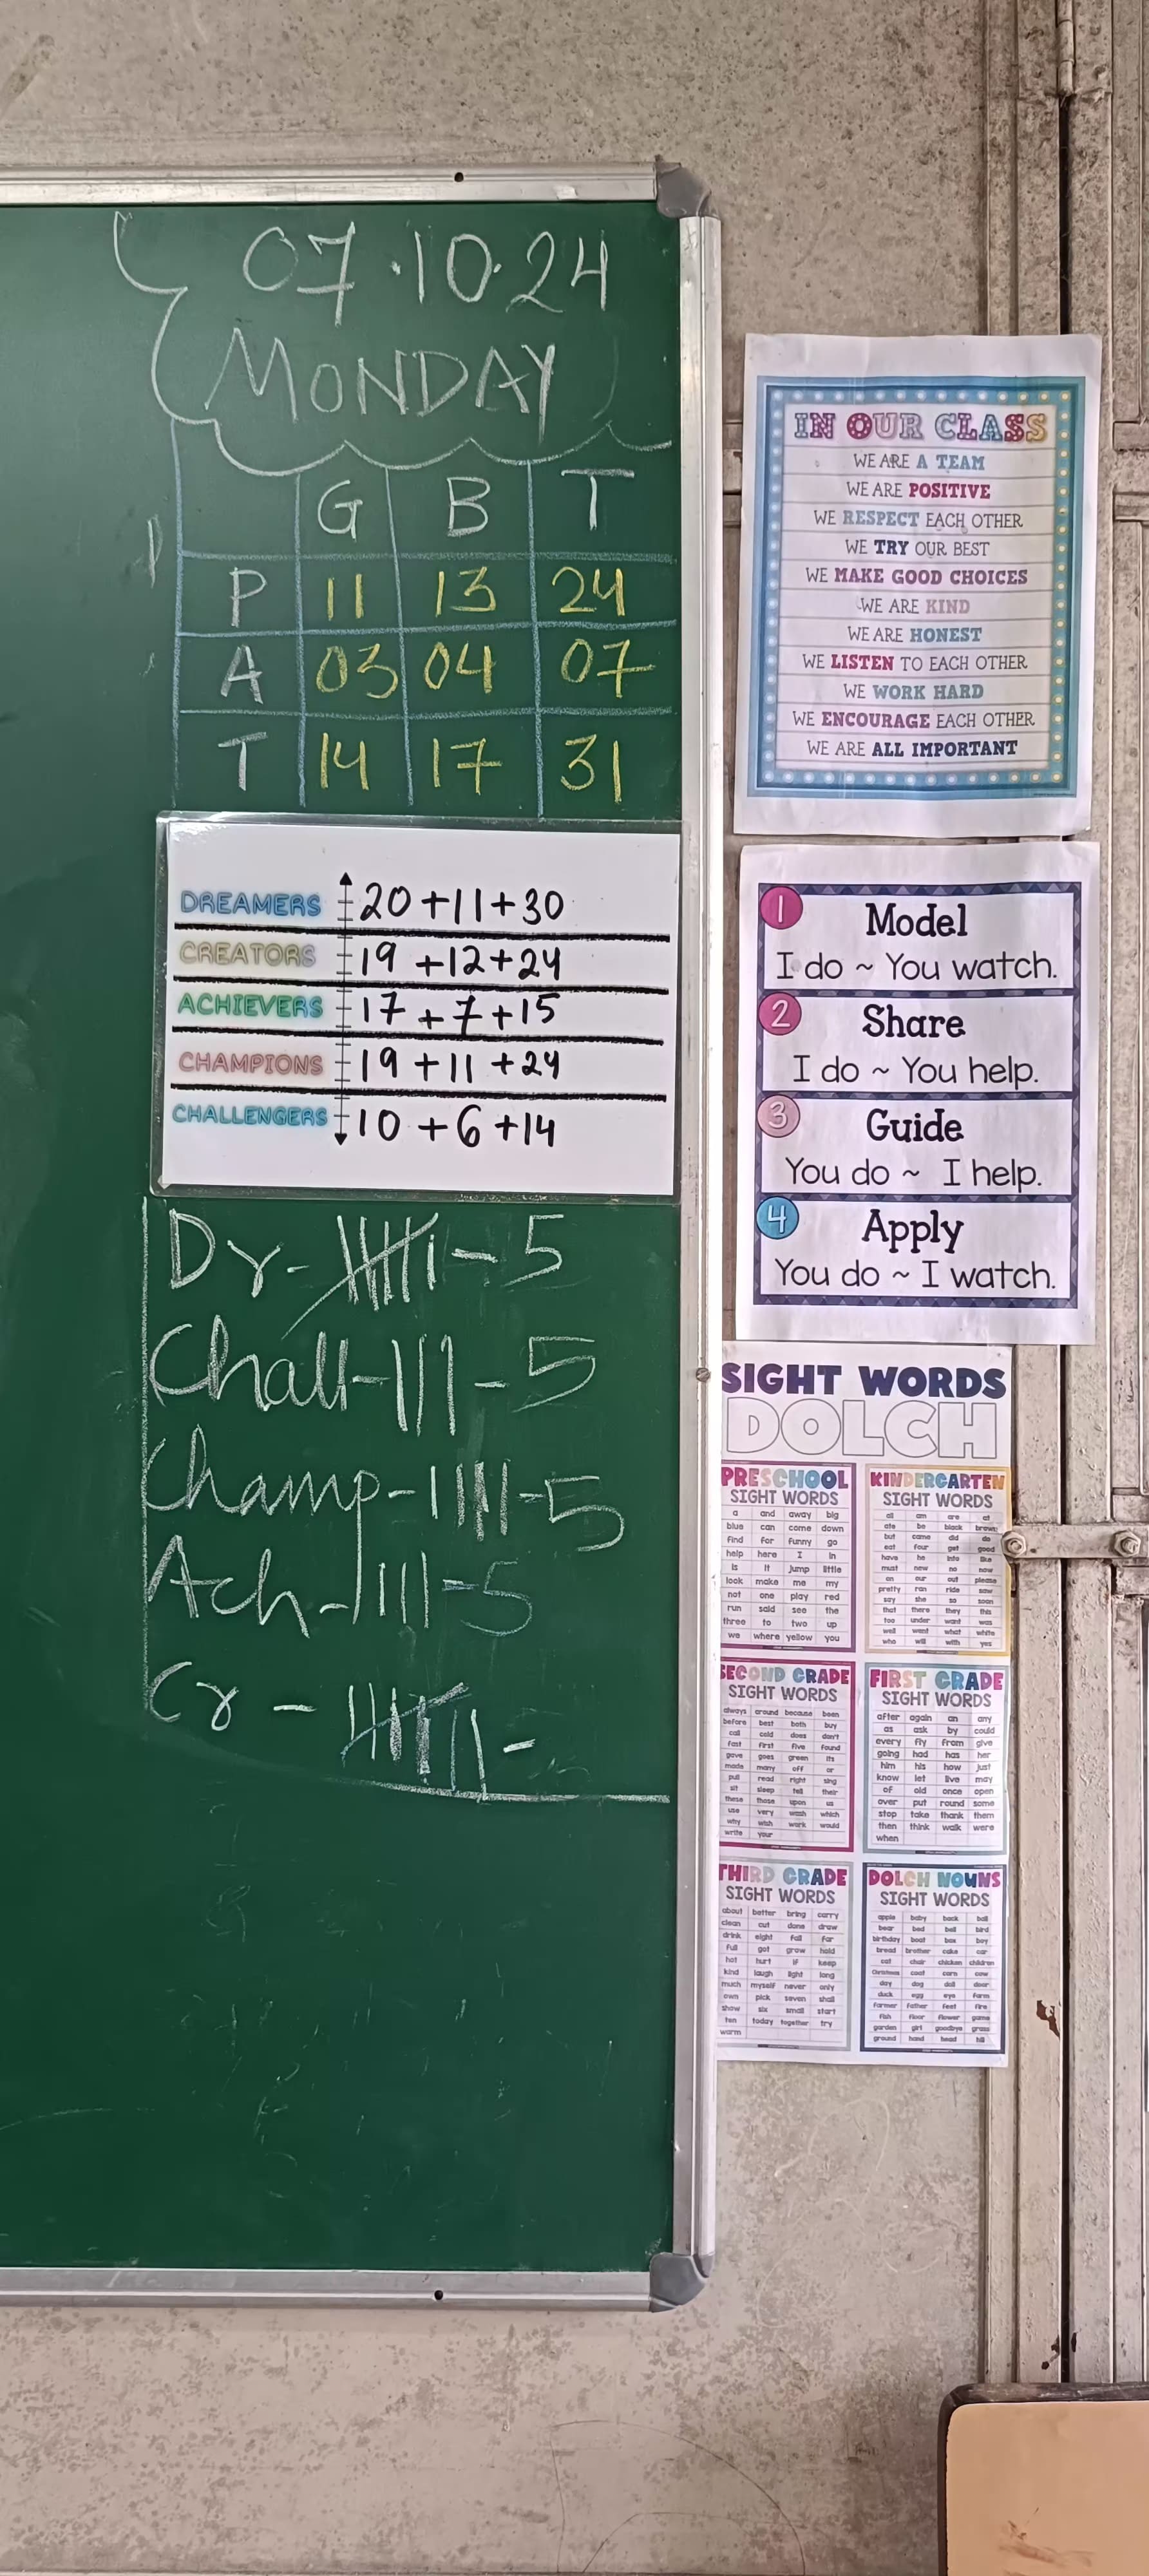 07.10.24
MONDAY
G B T
P 11 13 24
A 03 04 07
T 14 17 31
DREAMERS 20+11+30
CREATORS 19+12+24
ACHIEVERS 17+7+15
CHAMPIONS 19+11+24
CHALLENGERS 10+6+14
Dr - 5
Chall - 5
Champ - 5
Ach - 5
Cr -
IN OUR CLASS
WE ARE A TEAM
WE ARE POSITIVE
WE RESPECT EACH OTHER
WE TRY OUR BEST
WE MAKE GOOD CHOICES
WE ARE KIND
WE ARE HONEST
WE LISTEN TO EACH OTHER
WE WORK HARD
WE ENCOURAGE EACH OTHER
WE ARE ALL IMPORTANT
1 Model
I do ~ You watch.
2 Share
I do ~ You help.
3 Guide
You do ~ I help.
4 Apply
You do ~ I watch.
SIGHT WORDS
DOLCH
PRESCHOOL
SIGHT WORDS
a and away big
blue can come down
find for funny go
help here I in
is it jump little
look make me my
not one play red
run said see the
three to two up
we where yellow you
KINDERGARTEN
SIGHT WORDS
all am are at
ate be black brown
but came did do
eat four get good
have he into like
must new no now
on our out please
pretty ran ride saw
say she so soon
that there they this
too under want was
well went what white
who will with yes
SECOND GRADE
SIGHT WORDS
always around because been
before best both buy
call cold does don't
fast first five found
gave goes green its
made many off or
pull read right sing
sit sleep tell their
these those upon us
use very wash which
why wish work would
write your
FIRST GRADE
SIGHT WORDS
after again an any
as ask by could
every fly from give
going had has her
him his how just
know let live may
of old once open
over put round some
stop take thank them
then think walk were
when
THIRD GRADE
SIGHT WORDS
about better bring carry
clean cut done draw
drink eight fall far
full got grow hold
hot hurt if keep
kind laugh light long
much myself never only
own pick seven shall
show six small start
ten today together try
warm
DOLCH NOUNS
SIGHT WORDS
apple baby back ball
bear bed bell bird
birthday boat box boy
bread brother cake car
cat chair chicken children
Christmas coat corn cow
day dog doll door
duck egg eye farm
farmer father feet fire
fish floor flower game
garden girl goodbye grass
ground hand head hill